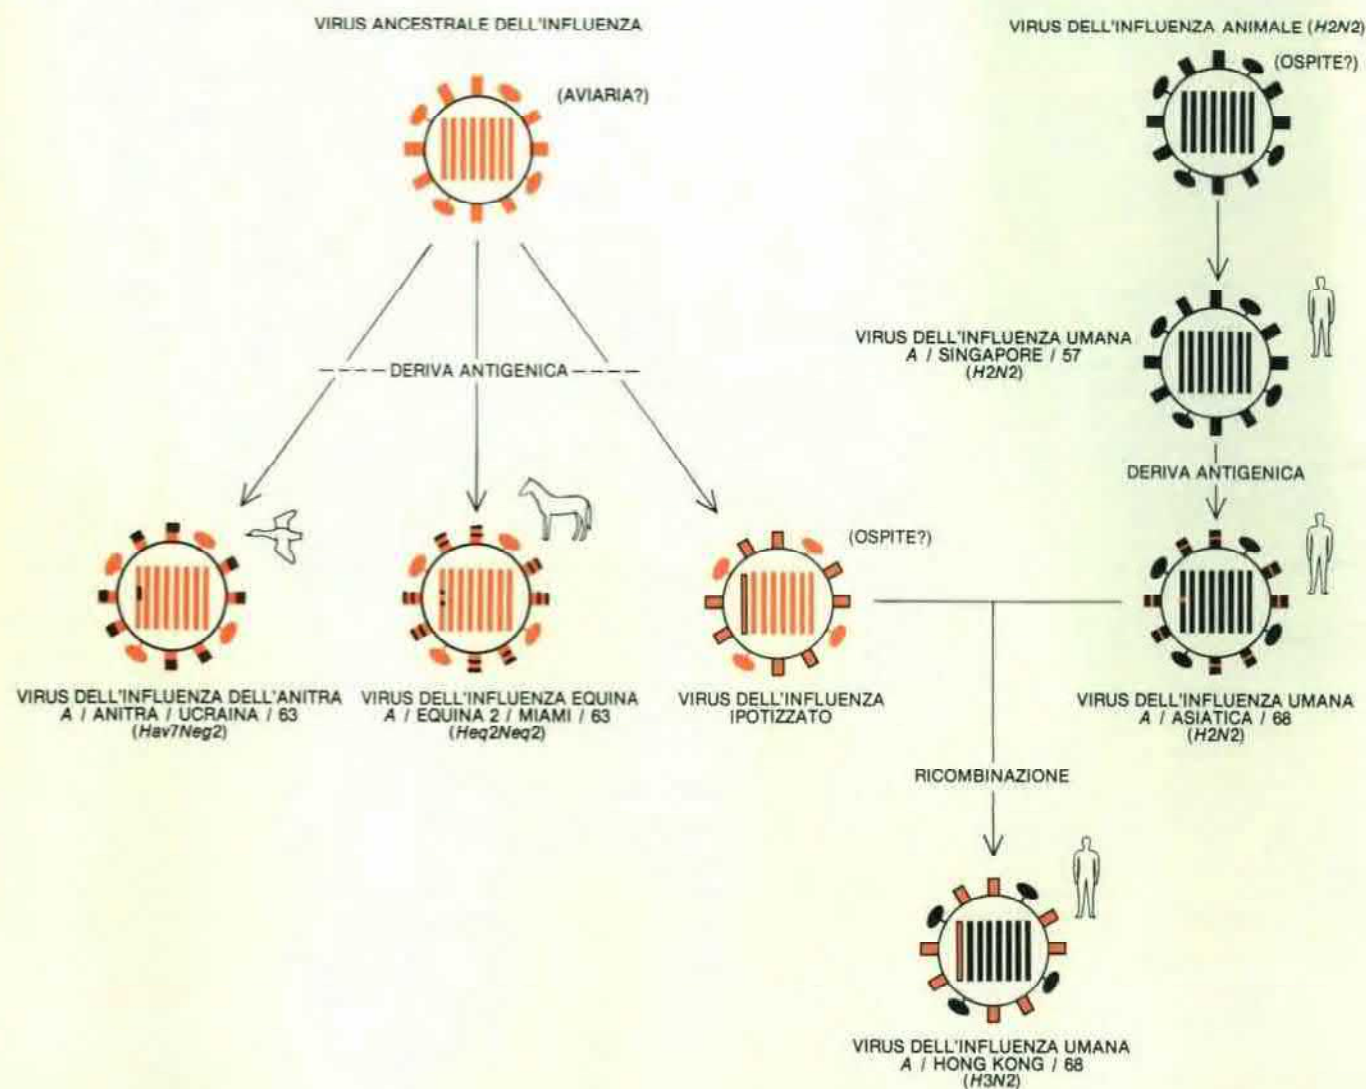 VIRUS ANCESTRALE DELL'INFLUENZA
(AVIARIA?)
VIRUS DELL'INFLUENZA ANIMALE (H2N2)
(OSPITE?)
VIRUS DELL'INFLUENZA UMANA
A / SINGAPORE / 57
(H2N2)
DERIVA ANTIGENICA
DERIVA ANTIGENICA
(OSPITE?)
VIRUS DELL'INFLUENZA DELL'ANITRA
A / ANITRA / UCRAINA / 63
(Hav7Neg2)
VIRUS DELL'INFLUENZA EQUINA
A / EQUINA 2 / MIAMI / 63
(Heq2Neq2)
VIRUS DELL'INFLUENZA
IPOTIZZATO
VIRUS DELL'INFLUENZA UMANA
A / ASIATICA / 68
(H2N2)
RICOMBINAZIONE
VIRUS DELL'INFLUENZA UMANA
A / HONG KONG / 68
(H3N2)